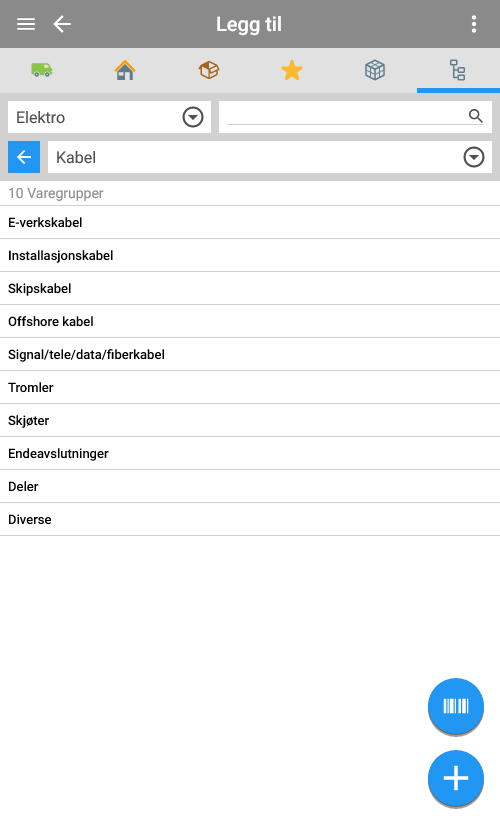 Legg til
Elektro
Kabel
10 Varegrupper
E-verkskabel
Installasjonskabel
Skipskabel
Offshore kabel
Signal/tele/data/fiberkabel
Tromler
Skjøter
Endeavslutninger
Deler
Diverse